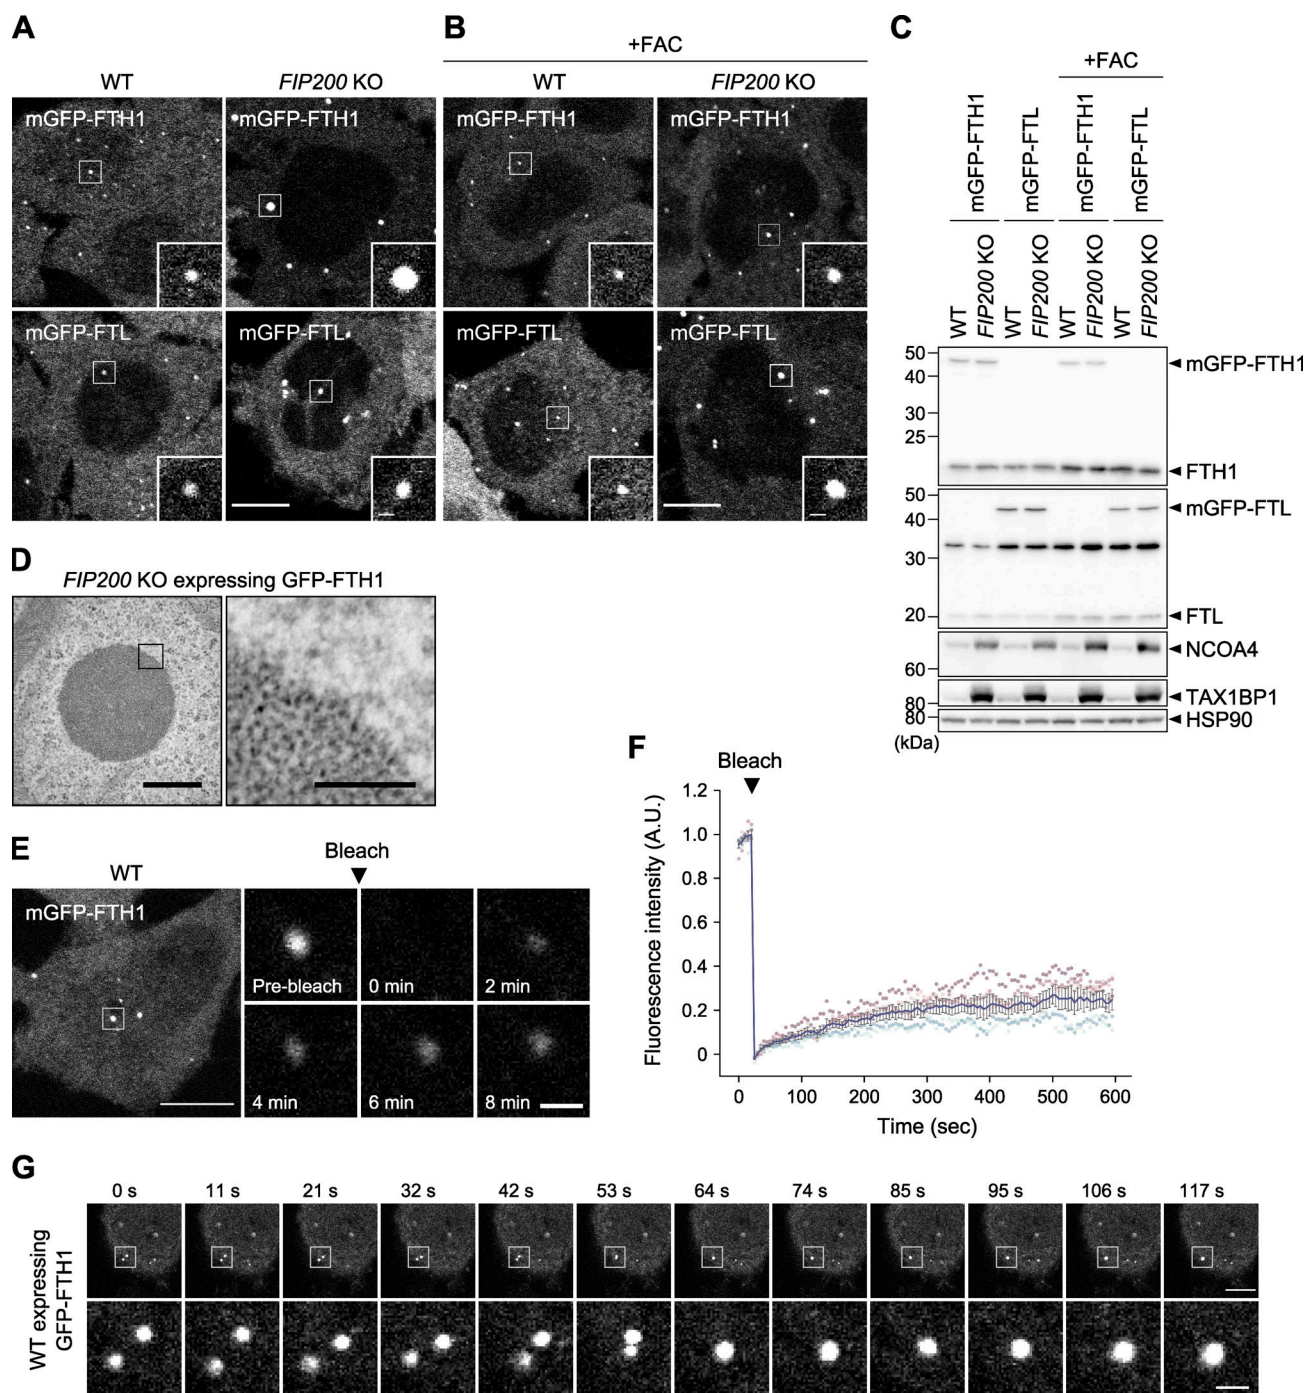 A
WT
FIP200 KO
mGFP-FTH1
mGFP-FTH1
mGFP-FTL
mGFP-FTL
B
+FAC
WT
FIP200 KO
mGFP-FTH1
mGFP-FTH1
mGFP-FTL
mGFP-FTL
C
+FAC
mGFP-FTH1
mGFP-FTL
mGFP-FTH1
mGFP-FTL
WT
FIP200 KO
WT
FIP200 KO
WT
FIP200 KO
WT
FIP200 KO
50
40
30
25
mGFP-FTH1
FTH1
50
40
30
20
mGFP-FTL
FTL
60
NCOA4
80
TAX1BP1
80
HSP90
(kDa)
D
FIP200 KO expressing GFP-FTH1
E
WT
Bleach
mGFP-FTH1
Pre-bleach
0 min
2 min
4 min
6 min
8 min
F
Bleach
Fluorescence intensity (A.U.)
1.2
1.0
0.8
0.6
0.4
0.2
0
0 100 200 300 400 500 600
Time (sec)
G
0 s 11 s 21 s 32 s 42 s 53 s 64 s 74 s 85 s 95 s 106 s 117 s
WT expressing
GFP-FTH1